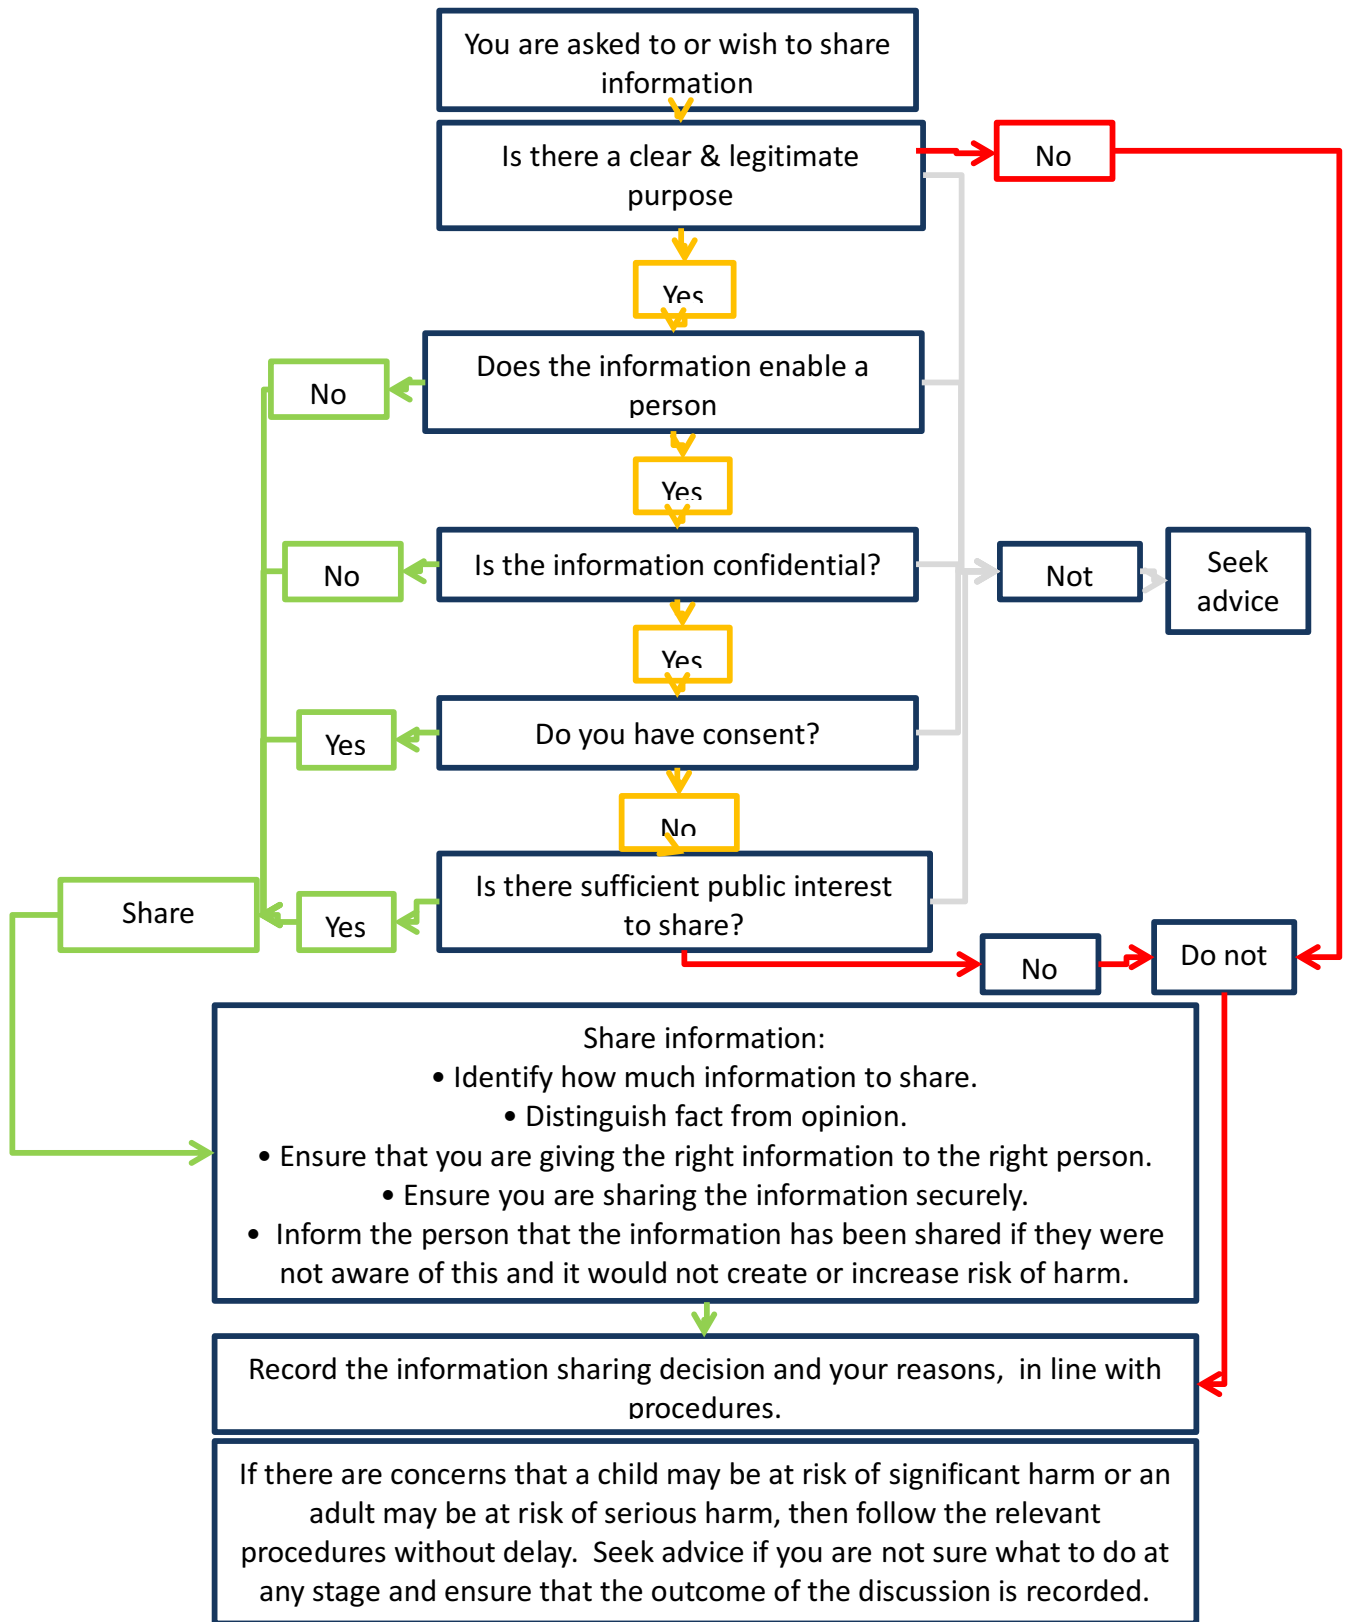 You are asked to or wish to share
information
Is there a clear & legitimate
purpose
No
Yes
Does the information enable a
person
No
Yes
Is the information confidential?
No
Not
Seek
advice
Yes
Do you have consent?
Yes
No
Is there sufficient public interest
to share?
Share
Yes
No
Do not
Share information:
• Identify how much information to share.
• Distinguish fact from opinion.
• Ensure that you are giving the right information to the right person.
• Ensure you are sharing the information securely.
• Inform the person that the information has been shared if they were
not aware of this and it would not create or increase risk of harm.
Record the information sharing decision and your reasons, in line with
procedures.
If there are concerns that a child may be at risk of significant harm or an
adult may be at risk of serious harm, then follow the relevant
procedures without delay. Seek advice if you are not sure what to do at
any stage and ensure that the outcome of the discussion is recorded.